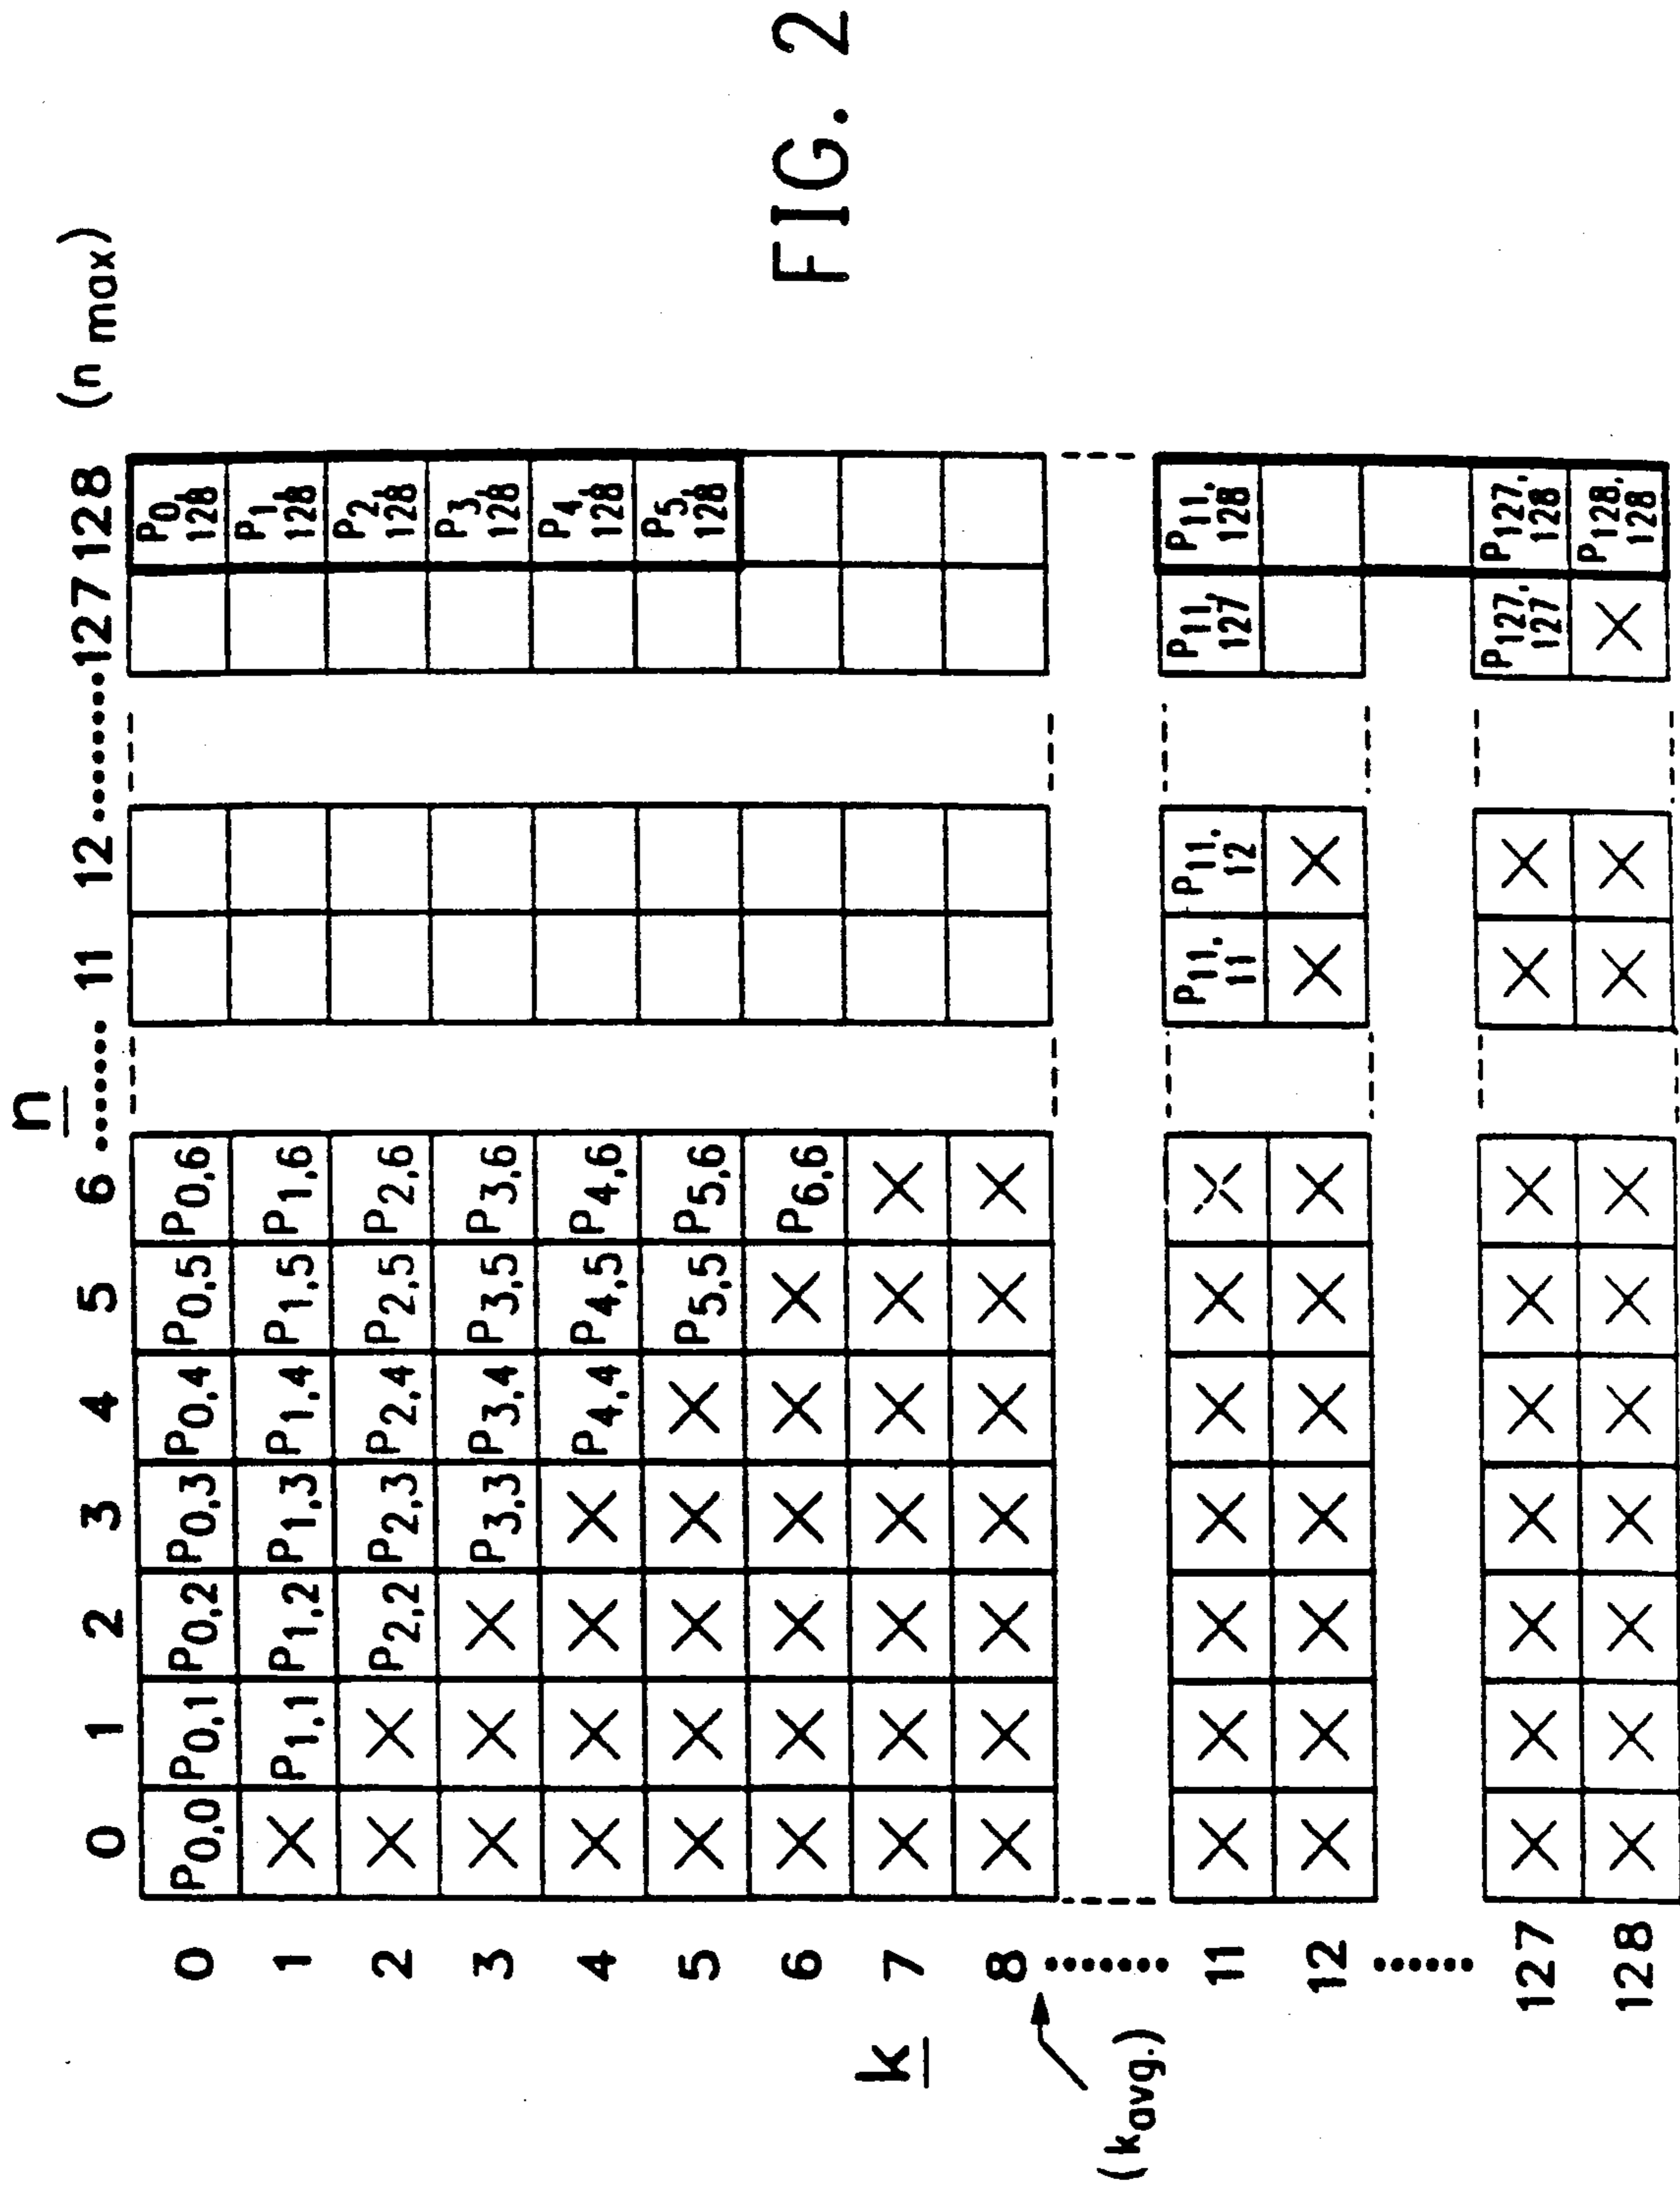 n
0 1 2 3 4 5 6 ....... 11 12 ........ 127 128 (n max)
k
0 P0,0 P0,1 P0,2 P0,3 P0,4 P0,5 P0,6 P0, 128
1 X P1,1 P1,2 P1,3 P1,4 P1,5 P1,6 P1, 128
2 X X P2,2 P2,3 P2,4 P2,5 P2,6 P2, 128
3 X X X P3,3 P3,4 P3,5 P3,6 P3, 128
4 X X X X P4,4 P4,5 P4,6 P4, 128
5 X X X X X P5,5 P5,6 P5, 128
6 X X X X X X P6,6
7 X X X X X X X
8 X X X X X X X
(kavg.)
11 X X X X X X X P11, 11 P11, 12 P11, 127 P11, 128
12 X X X X X X X X X
127 X X X X X X X X X P127, 127 P127, 128
128 X X X X X X X X X X P128, 128
FIG. 2